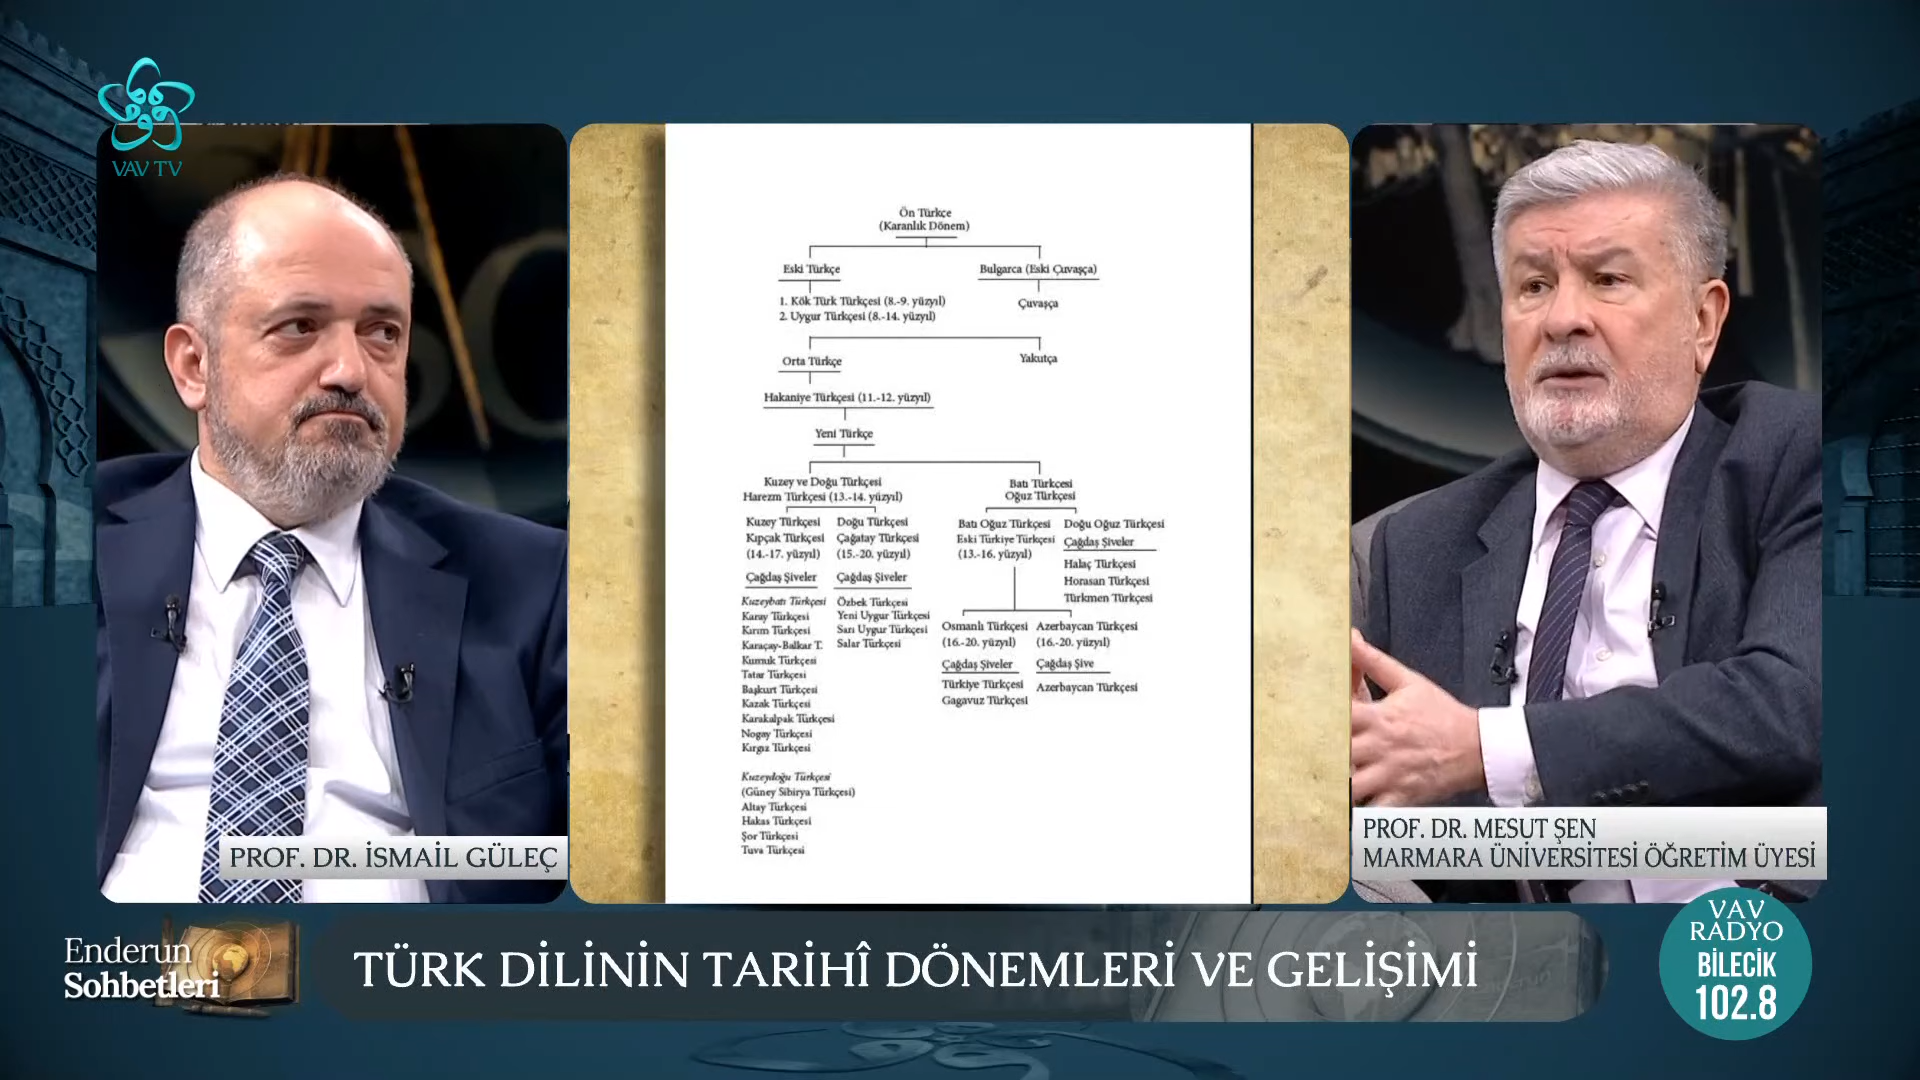 VAV TV
Ön Türkçe
(Karanlık Dönem)
Eski Türkçe
Bulgarca (Eski Çuvaşça)
1. Kök Türk Türkçesi (8.-9. yüzyıl)
2. Uygur Türkçesi (8.-14. yüzyıl)
Çuvaşça
Orta Türkçe
Yakutça
Hakaniye Türkçesi (11.-12. yüzyıl)
Yeni Türkçe
Kuzey ve Doğu Türkçesi
Harezm Türkçesi (13.-14. yüzyıl)
Batı Türkçesi
Oğuz Türkçesi
Kuzey Türkçesi
Kıpçak Türkçesi
(14.-17. yüzyıl)
Çağdaş Şiveler
Kuzeybatı Türkçesi
Karay Türkçesi
Kırım Türkçesi
Karaçay-Balkar T.
Kumuk Türkçesi
Tatar Türkçesi
Başkurt Türkçesi
Kazak Türkçesi
Karakalpak Türkçesi
Nogay Türkçesi
Kırgız Türkçesi
Kuzeydoğu Türkçesi
(Güney Sibirya Türkçesi)
Altay Türkçesi
Hakas Türkçesi
Şor Türkçesi
Tuva Türkçesi
Doğu Türkçesi
Çağatay Türkçesi
(15.-20. yüzyıl)
Çağdaş Şiveler
Özbek Türkçesi
Yeni Uygur Türkçesi
Sarı Uygur Türkçesi
Salar Türkçesi
Batı Oğuz Türkçesi
Eski Türkiye Türkçesi
(13.-16. yüzyıl)
Doğu Oğuz Türkçesi
Çağdaş Şiveler
Halaç Türkçesi
Horasan Türkçesi
Türkmen Türkçesi
Osmanlı Türkçesi
(16.-20. yüzyıl)
Çağdaş Şiveler
Türkiye Türkçesi
Gagavuz Türkçesi
Azerbaycan Türkçesi
(16.-20. yüzyıl)
Çağdaş Şive
Azerbaycan Türkçesi
PROF. DR. İSMAİL GÜLEÇ
PROF. DR. MESUT ŞEN
MARMARA ÜNİVERSİTESİ ÖĞRETİM ÜYESİ
Enderun
Sohbetleri
TÜRK DİLİNİN TARİHÎ DÖNEMLERİ VE GELİŞİMİ
VAV
RADYO
BİLECİK
102.8